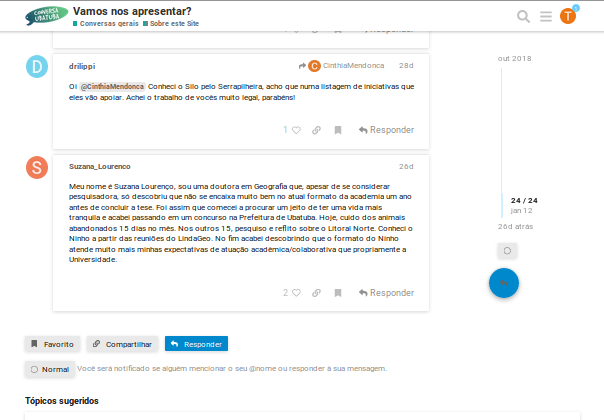 CONVERSA
UBATUBA
Vamos nos apresentar?
Conversas gerais Sobre este Site
T
Responder
out 2018
D
drilippi
C CinthiaMendonca 28d
Oi @CinthiaMendonca Conheci o Silo pelo Serrapilheira, acho que numa listagem de iniciativas que
eles vão apoiar. Achei o trabalho de vocês muito legal, parabéns!
1 Responder
S
Suzana_Lourenco 26d
Meu nome é Suzana Lourenço, sou uma doutora em Geografia que, apesar de se considerar
pesquisadora, só descobriu que não se encaixa muito bem no atual formato da academia um ano
antes de concluir a tese. Foi assim que comecei a procurar um jeito de ter uma vida mais
tranquila e acabei passando em um concurso na Prefeitura de Ubatuba. Hoje, cuido dos animais
abandonados 15 dias no mês. Nos outros 15, pesquiso e reflito sobre o Litoral Norte. Conheci o
Ninho a partir das reuniões do LindaGeo. No fim acabei descobrindo que o formato do Ninho
atende muito mais minhas expectativas de atuação acadêmica/colaborativa que propriamente a
Universidade.
24 / 24
jan 12
26d atrás
2 Responder
Favorito Compartilhar Responder
Normal Você será notificado se alguém mencionar o seu @nome ou responder à sua mensagem.
Tópicos sugeridos